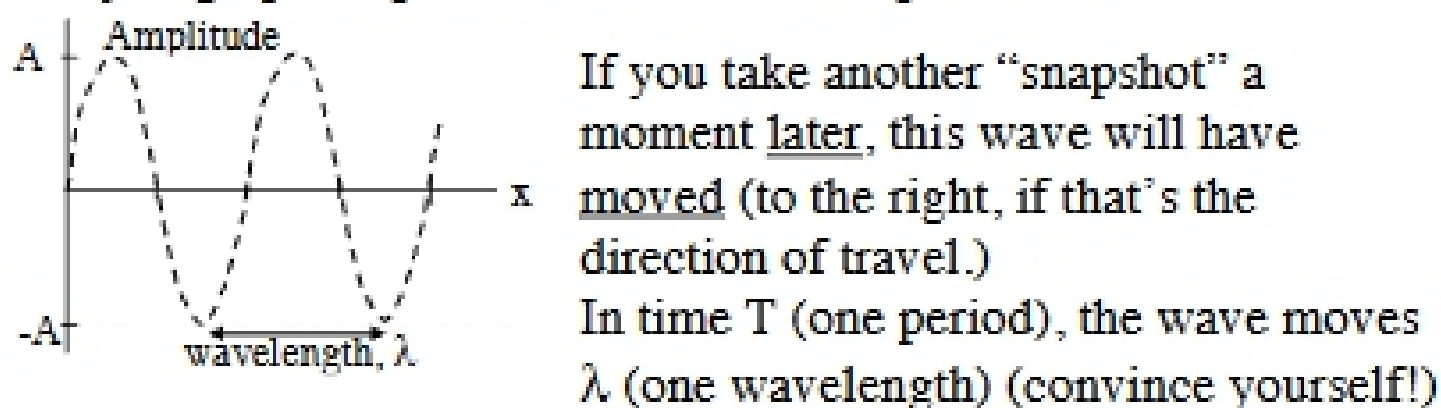 Amplitude
A
x
-A
wavelength, λ
If you take another “snapshot” a
moment later, this wave will have
moved (to the right, if that’s the
direction of travel.)
In time T (one period), the wave moves
λ (one wavelength) (convince yourself!)